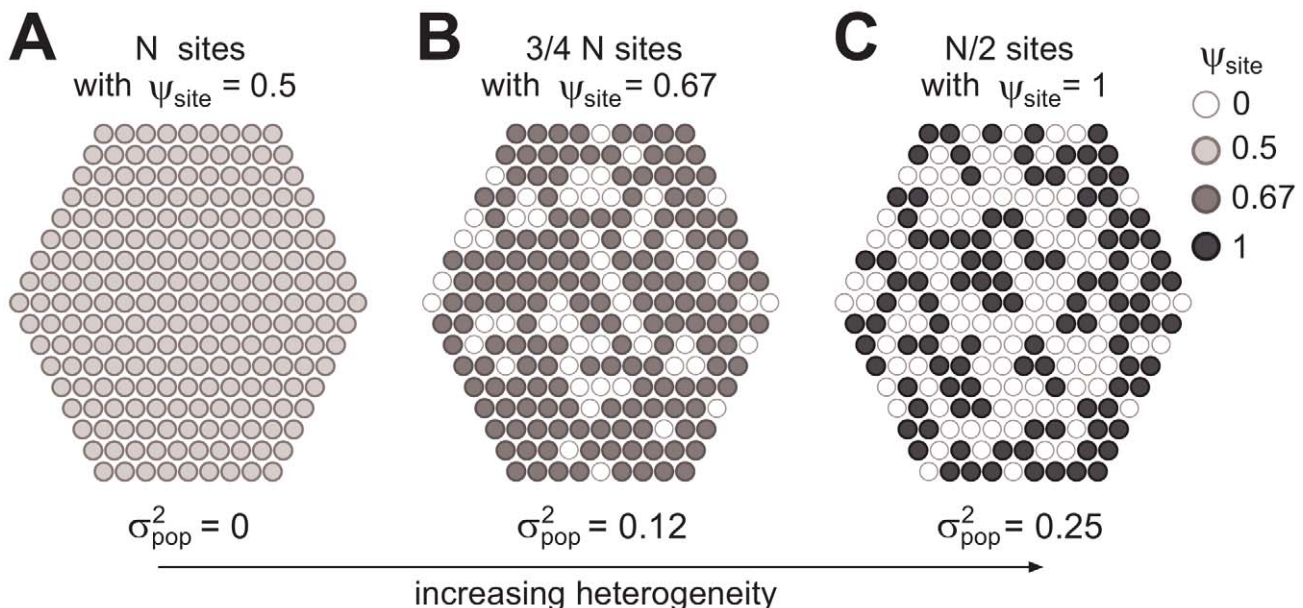 A
N sites
with ψsite = 0.5
B
3/4 N sites
with ψsite = 0.67
C
N/2 sites
with ψsite = 1
ψsite
0
0.5
0.67
1
σ²pop = 0
σ²pop = 0.12
σ²pop = 0.25
increasing heterogeneity